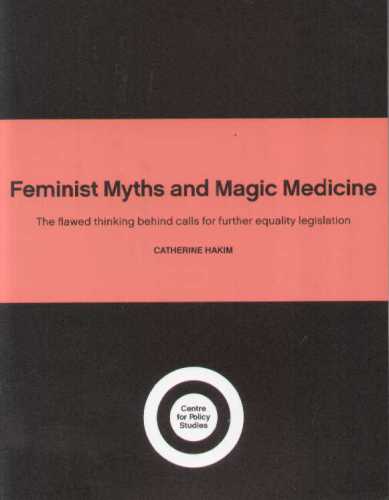 Feminist Myths and Magic Medicine
The flawed thinking behind calls for further equality legislation
CATHERINE HAKIM
Centre
for Policy
Studies